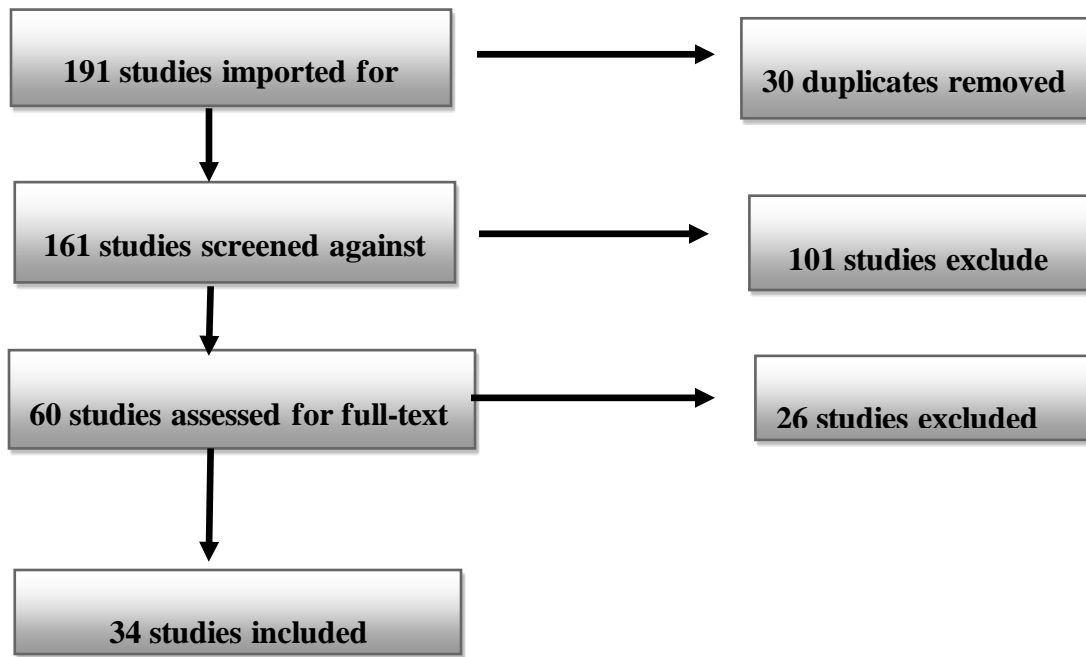 191 studies imported for
30 duplicates removed
161 studies screened against
101 studies exclude
60 studies assessed for full-text
26 studies excluded
34 studies included